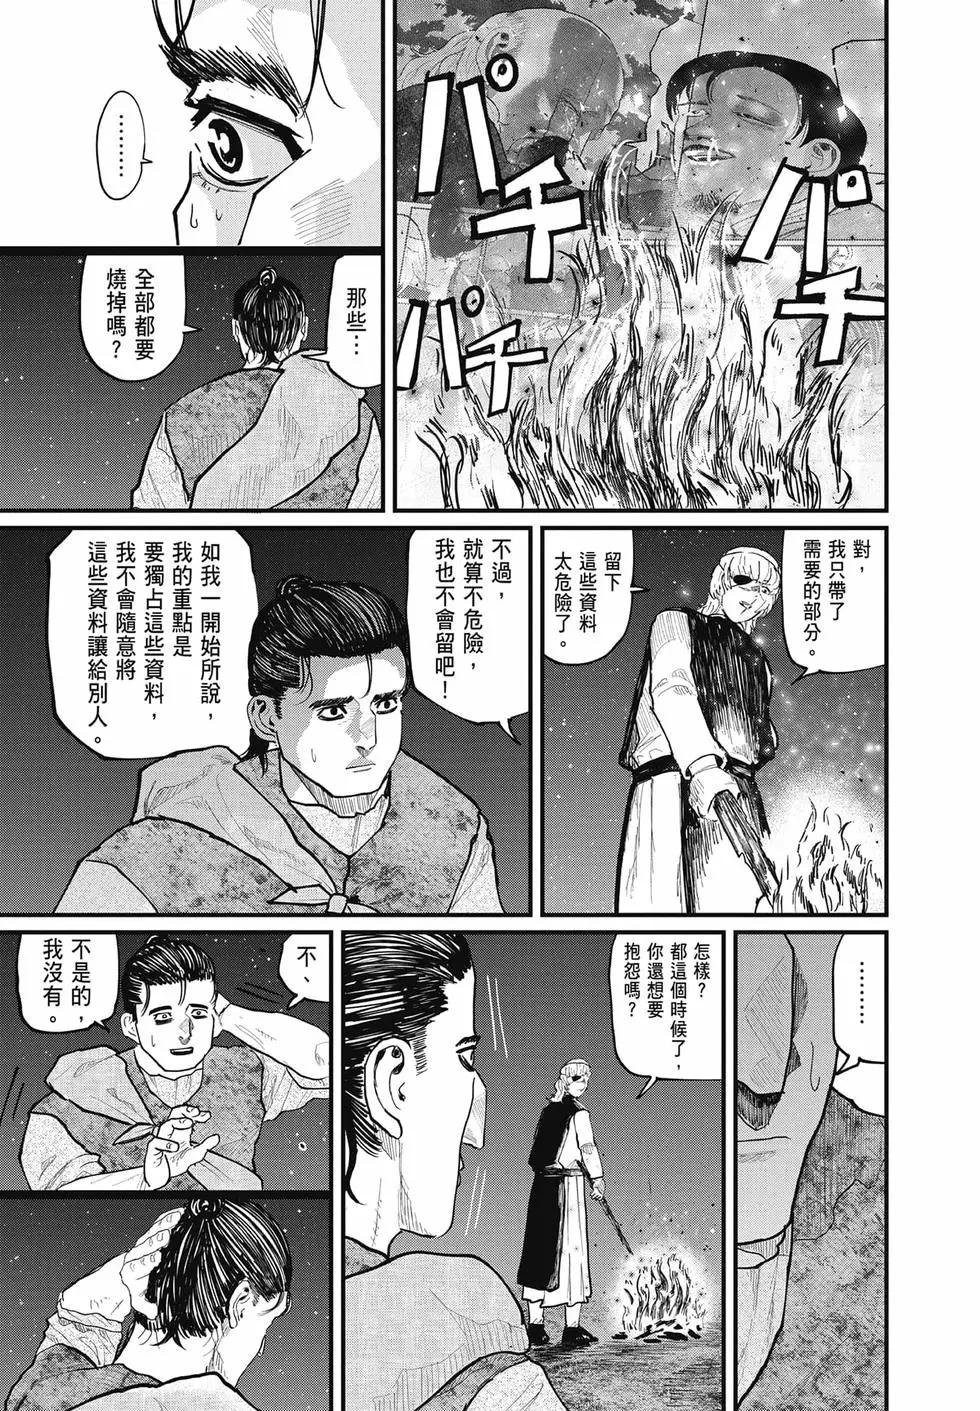 パチ
パチ
パチ
…………
那些…
全部都要
燒掉嗎？
對，
我只帶了
需要的部分。
留下
這些資料
太危險了。
不過，
就算不危險，
我也不會留吧！
如我一開始所說，
我的重點是
要獨占這些資料，
我不會隨意將
這些資料讓給別人。
…………
怎樣？
都這個時候了，
你還想要
抱怨嗎？
不、
不是的，
我沒有。